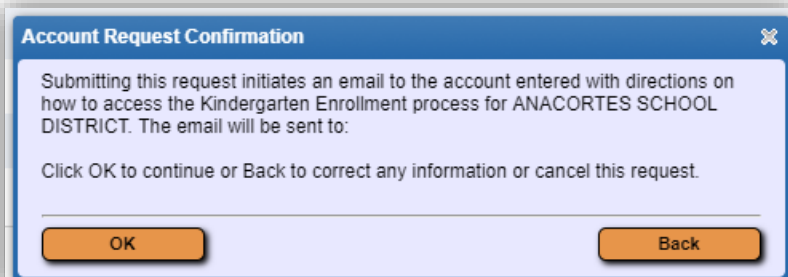 Account Request Confirmation
Submitting this request initiates an email to the account entered with directions on
how to access the Kindergarten Enrollment process for ANACORTES SCHOOL
DISTRICT. The email will be sent to:
Click OK to continue or Back to correct any information or cancel this request.
OK
Back